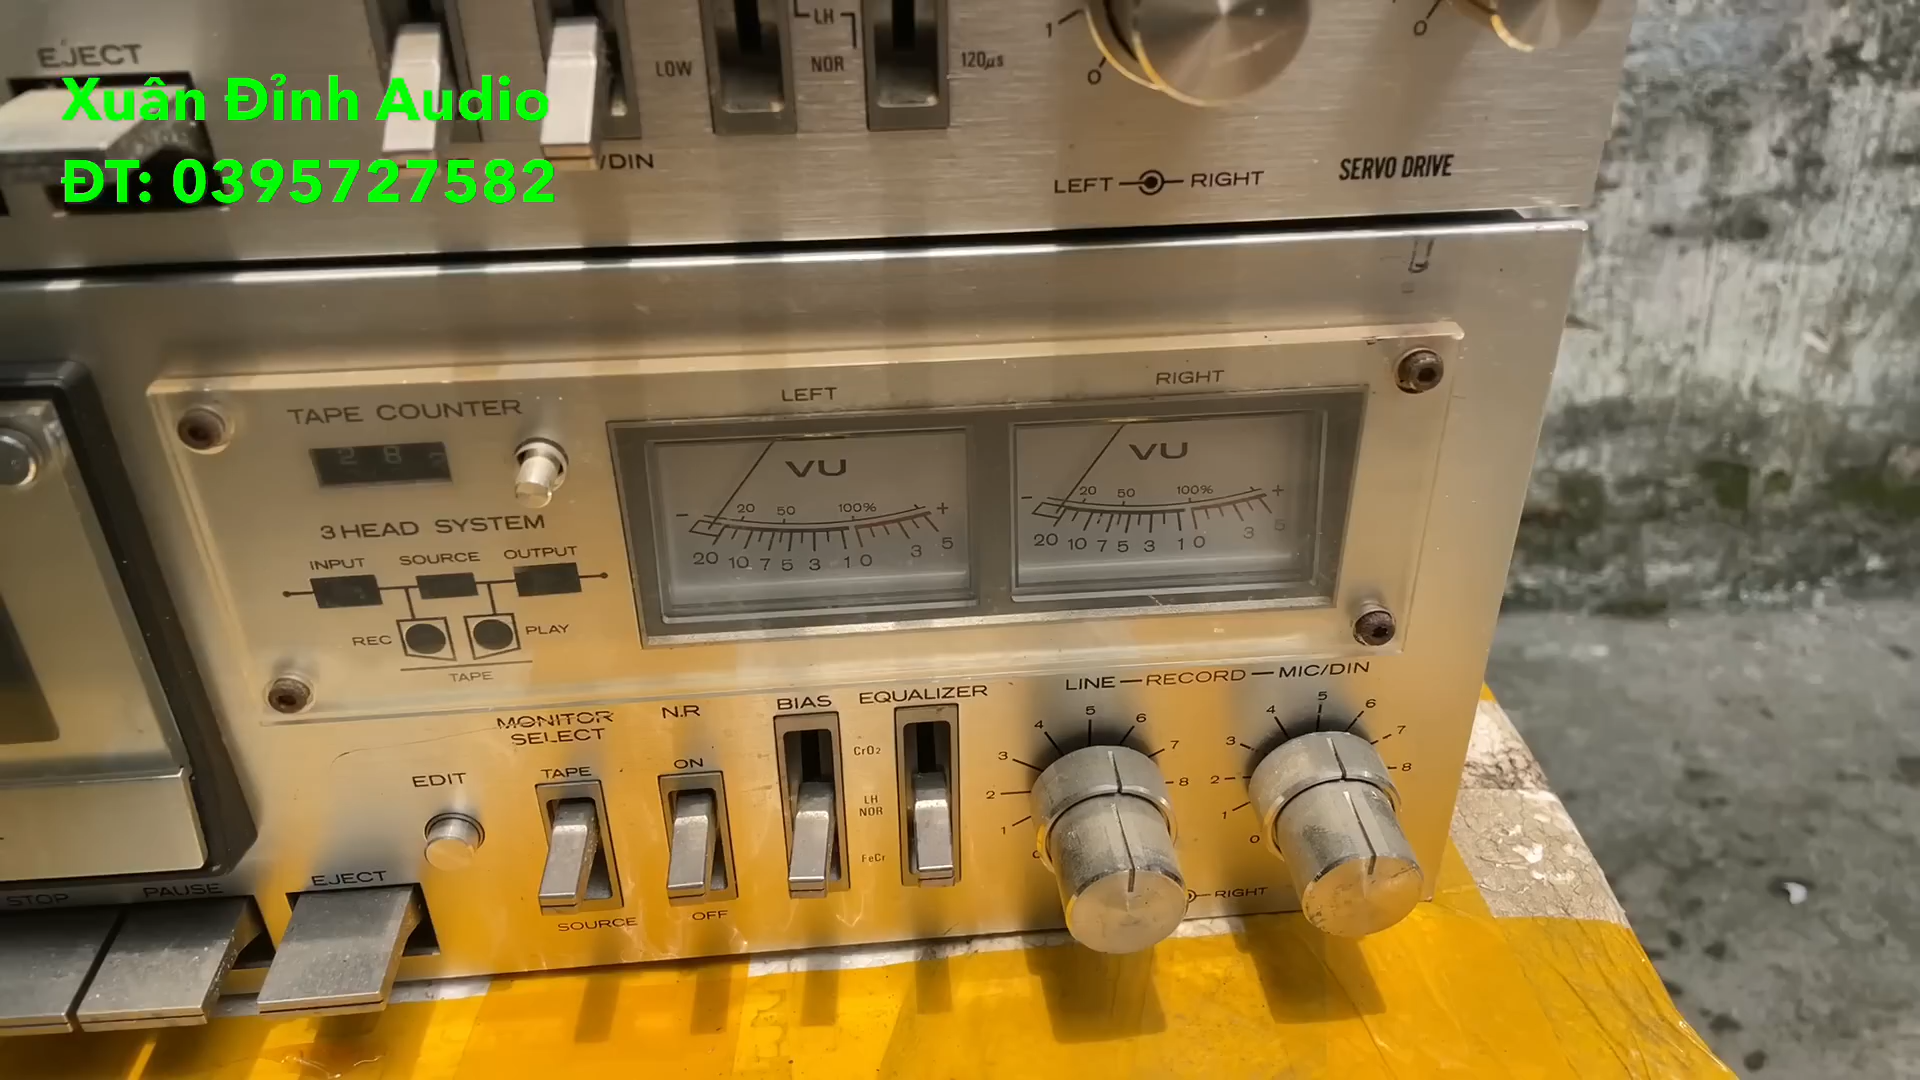 EJECT
Xuân Đỉnh Audio
ĐT: 0395727582
/DIN
LOW
LH
NOR
120µs
1
0
0
LEFT RIGHT
SERVO DRIVE
TAPE COUNTER
2 8
LEFT
RIGHT
VU
- 20 50 100% +
20 10 7 5 3 1 0 3 5
VU
- 20 50 100% +
20 10 7 5 3 1 0 3 5
3 HEAD SYSTEM
INPUT SOURCE OUTPUT
REC PLAY
TAPE
MONITOR
SELECT
N.R
BIAS
EQUALIZER
LINE — RECORD — MIC/DIN
EDIT
TAPE
SOURCE
ON
OFF
CrO₂
LH
NOR
FeCr
1 2 3 4 5 6 7 8
0 1 2 3 4 5 6 7 8
RIGHT
STOP
PAUSE
EJECT